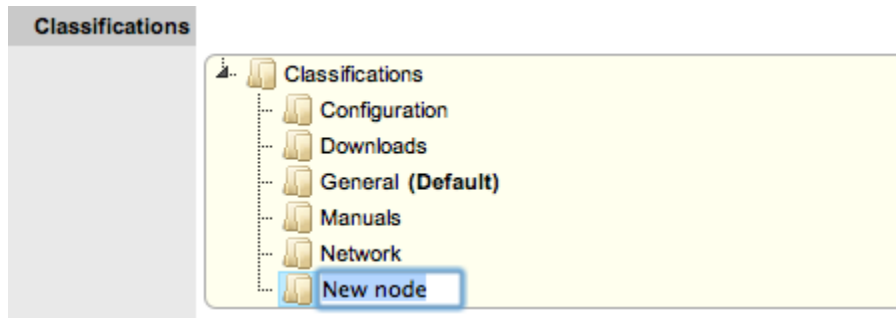 Classifications
Classifications
Configuration
Downloads
General (Default)
Manuals
Network
New node